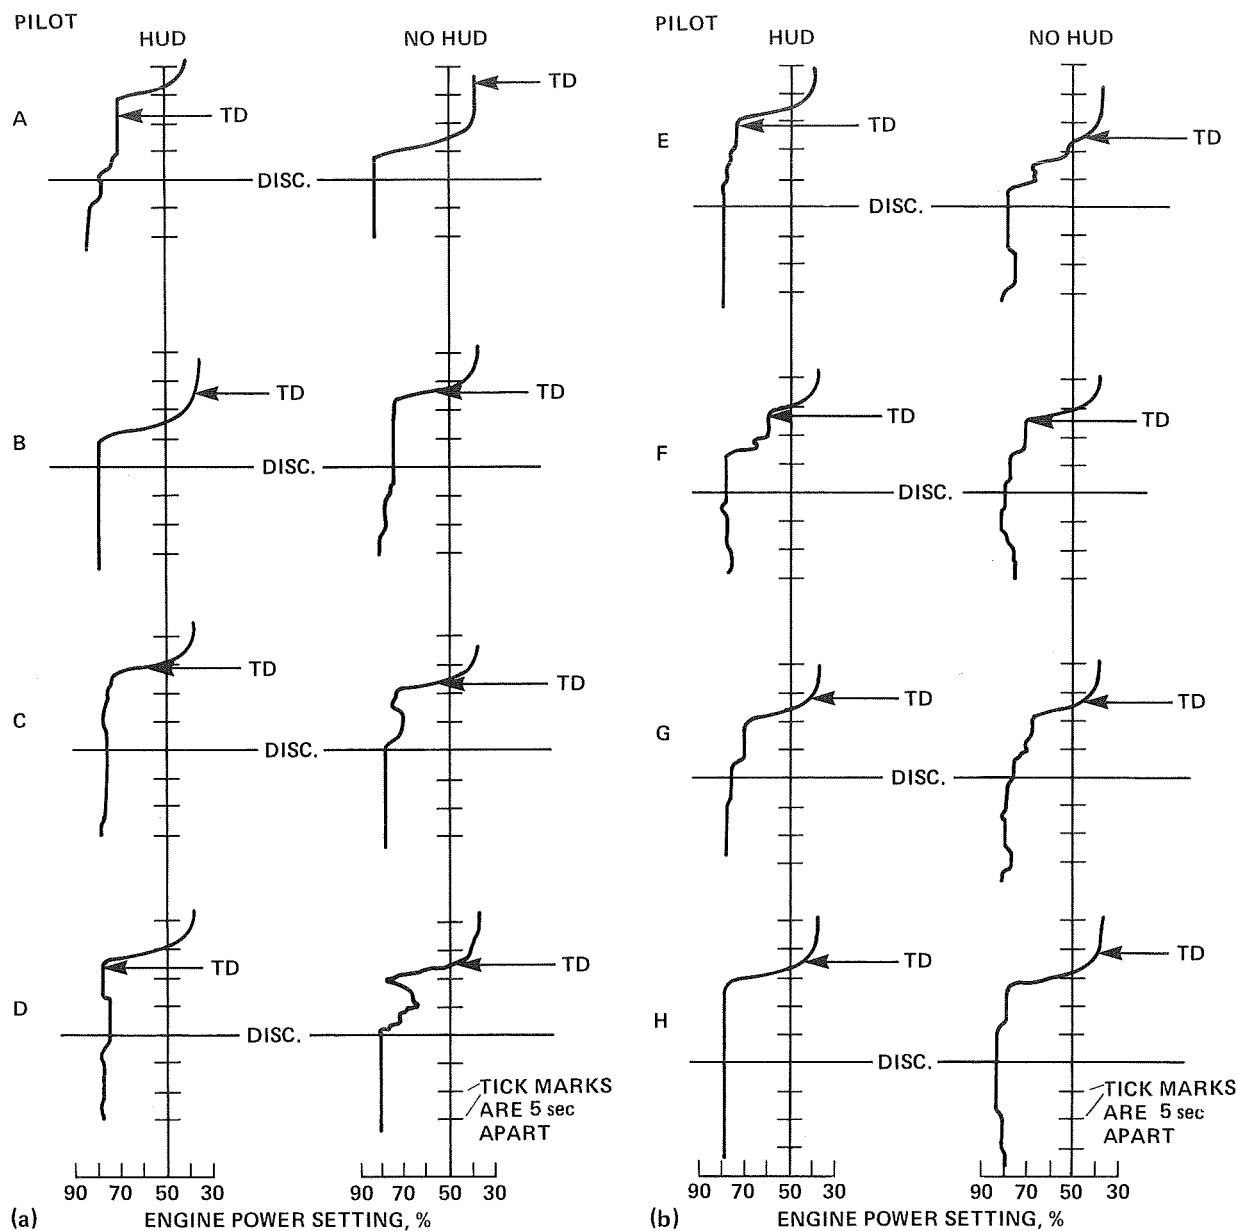 PILOT
HUD
NO HUD
A
TD
TD
DISC.
B
TD
TD
DISC.
C
TD
TD
DISC.
D
TD
TD
DISC.
TICK MARKS
ARE 5 sec
APART
90 70 50 30
90 70 50 30
(a)
ENGINE POWER SETTING, %
PILOT
HUD
NO HUD
E
TD
TD
DISC.
F
TD
TD
DISC.
G
TD
TD
DISC.
H
TD
TD
DISC.
TICK MARKS
ARE 5 sec
APART
90 70 50 30
90 70 50 30
(b)
ENGINE POWER SETTING, %